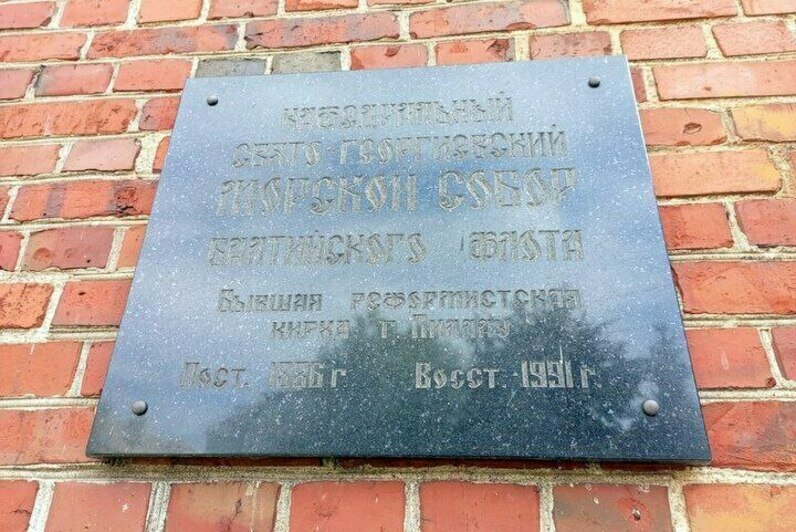 КАФЕДРАЛЬНЫЙ
СВЯТО-ГЕОРГИЕВСКИЙ
МОРСКОЙ СОБОР
БАЛТИЙСКОГО ФЛОТА
Бывшая реформистская
кирха г. Пиллау
Пост. 1866 г. Восст. 1991 г.